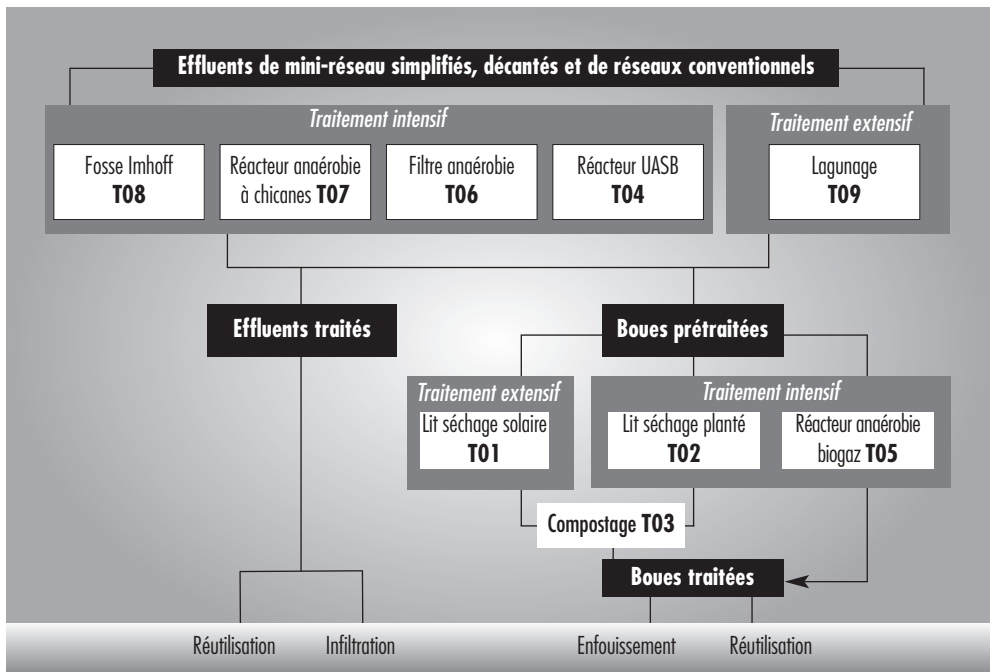 Effluents de mini-réseau simplifiés, décantés et de réseaux conventionnels
Traitement intensif
Traitement extensif
Fosse Imhoff
T08
Réacteur anaérobie
à chicanes T07
Filtre anaérobie
T06
Réacteur UASB
T04
Lagunage
T09
Effluents traités
Boues prétraitées
Traitement extensif
Traitement intensif
Lit séchage solaire
T01
Lit séchage planté
T02
Réacteur anaérobie
biogaz T05
Compostage T03
Boues traitées
Réutilisation
Infiltration
Enfouissement
Réutilisation